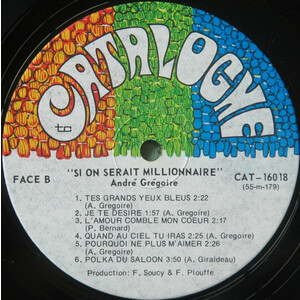 CATALOGNE
"SI ON SERAIT MILLIONNAIRE"
FACE B
André Grégoire
CAT-16018
(55-m-179)
1. TES GRANDS YEUX BLEUS 2:22
(A. Gregoire)
2. JE TE DESIRE 1:57 (A. Gregoire)
3. L'AMOUR COMBLE MON COEUR 2:17
(P. Bernard)
4. QUAND AU CIEL TU IRAS 2:25 (A. Gregoire)
5. POURQUOI NE PLUS M'AIMER 2:26
(A. Gregoire)
6. POLKA DU SALOON 3:50 (A. Giraldeau)
Production: F. Soucy & F. Plouffe